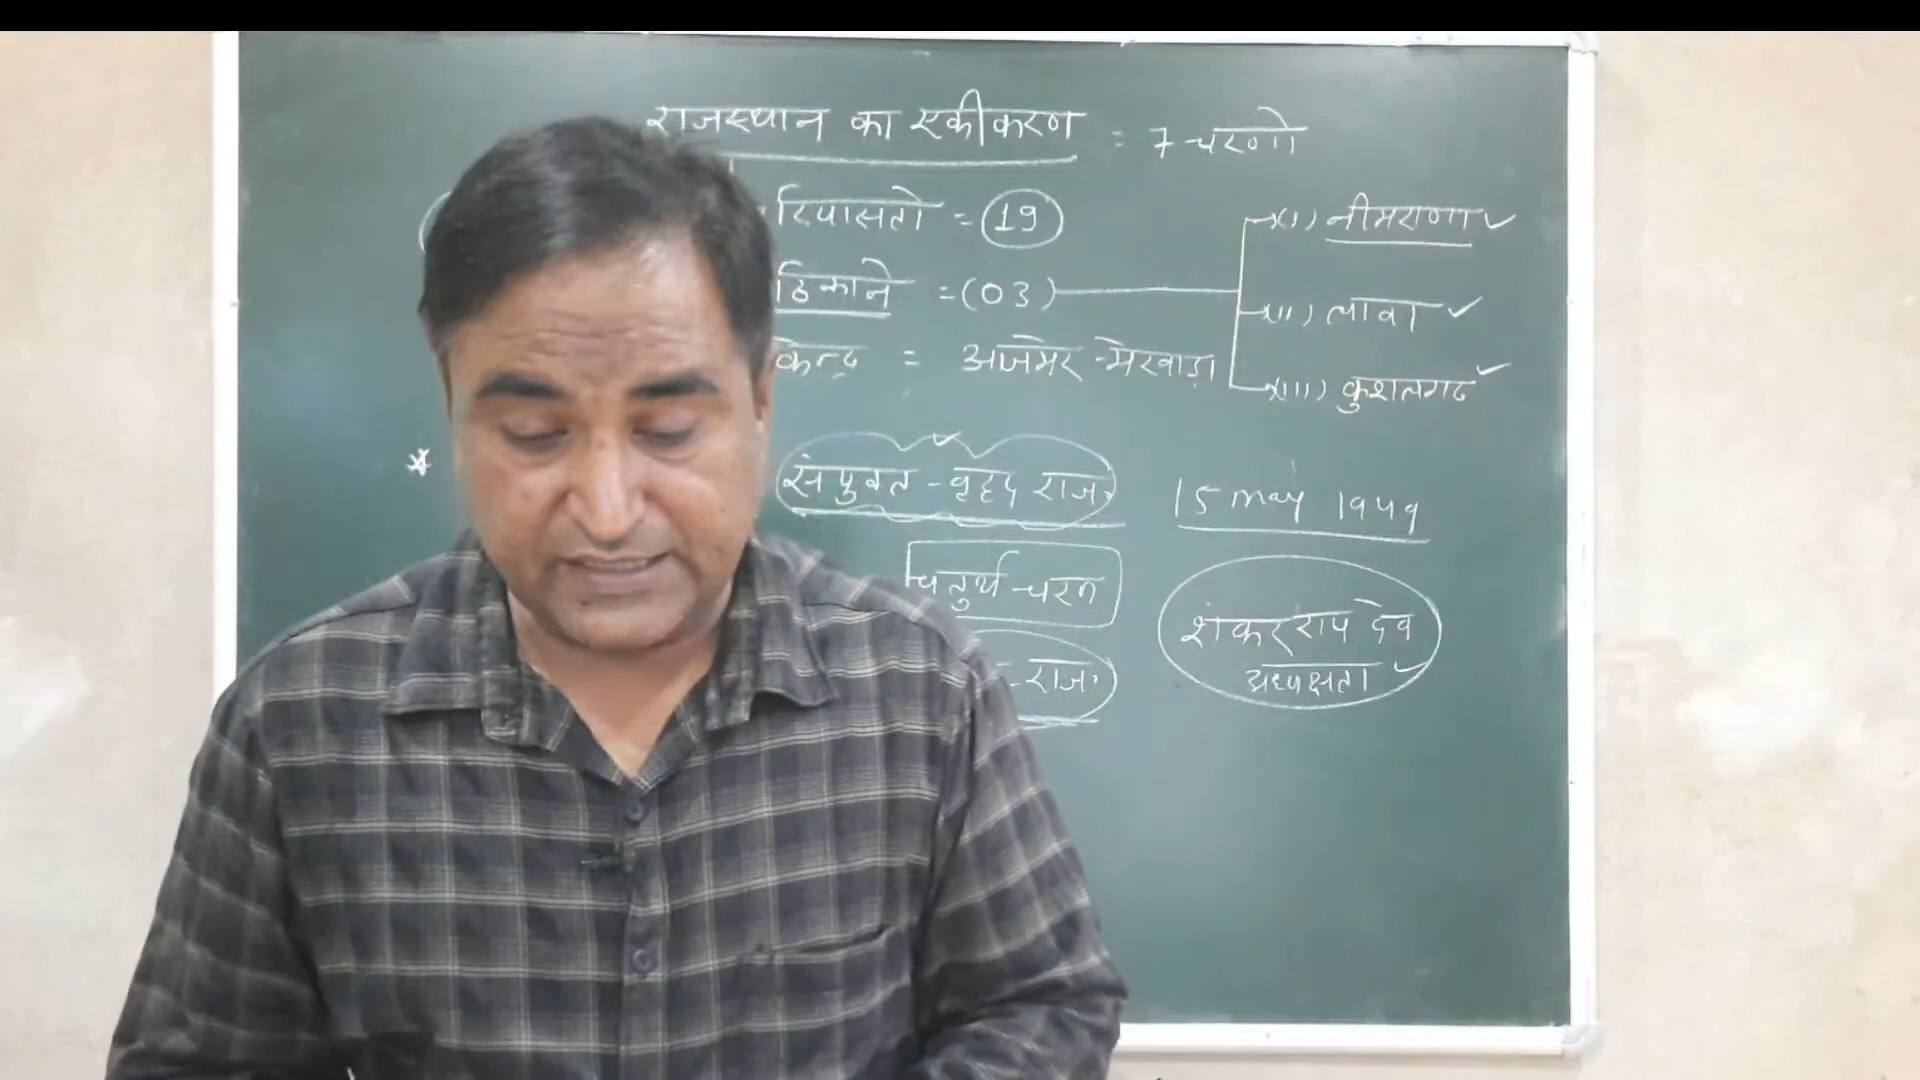 राजस्थान का एकीकरण = 7 चरणो
रियासतो = 19
(i) नीमराणा
ठिकाने = (03)
(ii) लावा
केन्द्र = अजमेर-मेरवाड़ा
(iii) कुशलगढ
संयुक्त-वृहद राज.
15 may 1949
चतुर्थ-चरण
शंकरराय देव
अध्यक्षता
-राज.